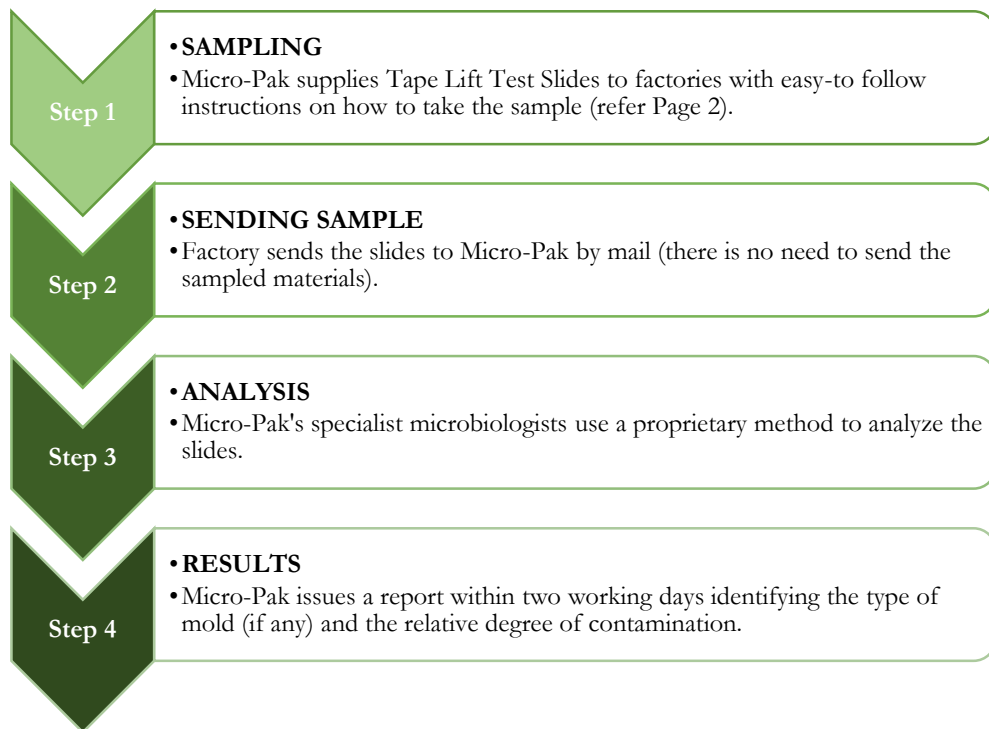 Step 1
•SAMPLING
•Micro-Pak supplies Tape Lift Test Slides to factories with easy-to follow
instructions on how to take the sample (refer Page 2).
Step 2
•SENDING SAMPLE
•Factory sends the slides to Micro-Pak by mail (there is no need to send the
sampled materials).
Step 3
•ANALYSIS
•Micro-Pak's specialist microbiologists use a proprietary method to analyze the
slides.
Step 4
•RESULTS
•Micro-Pak issues a report within two working days identifying the type of
mold (if any) and the relative degree of contamination.